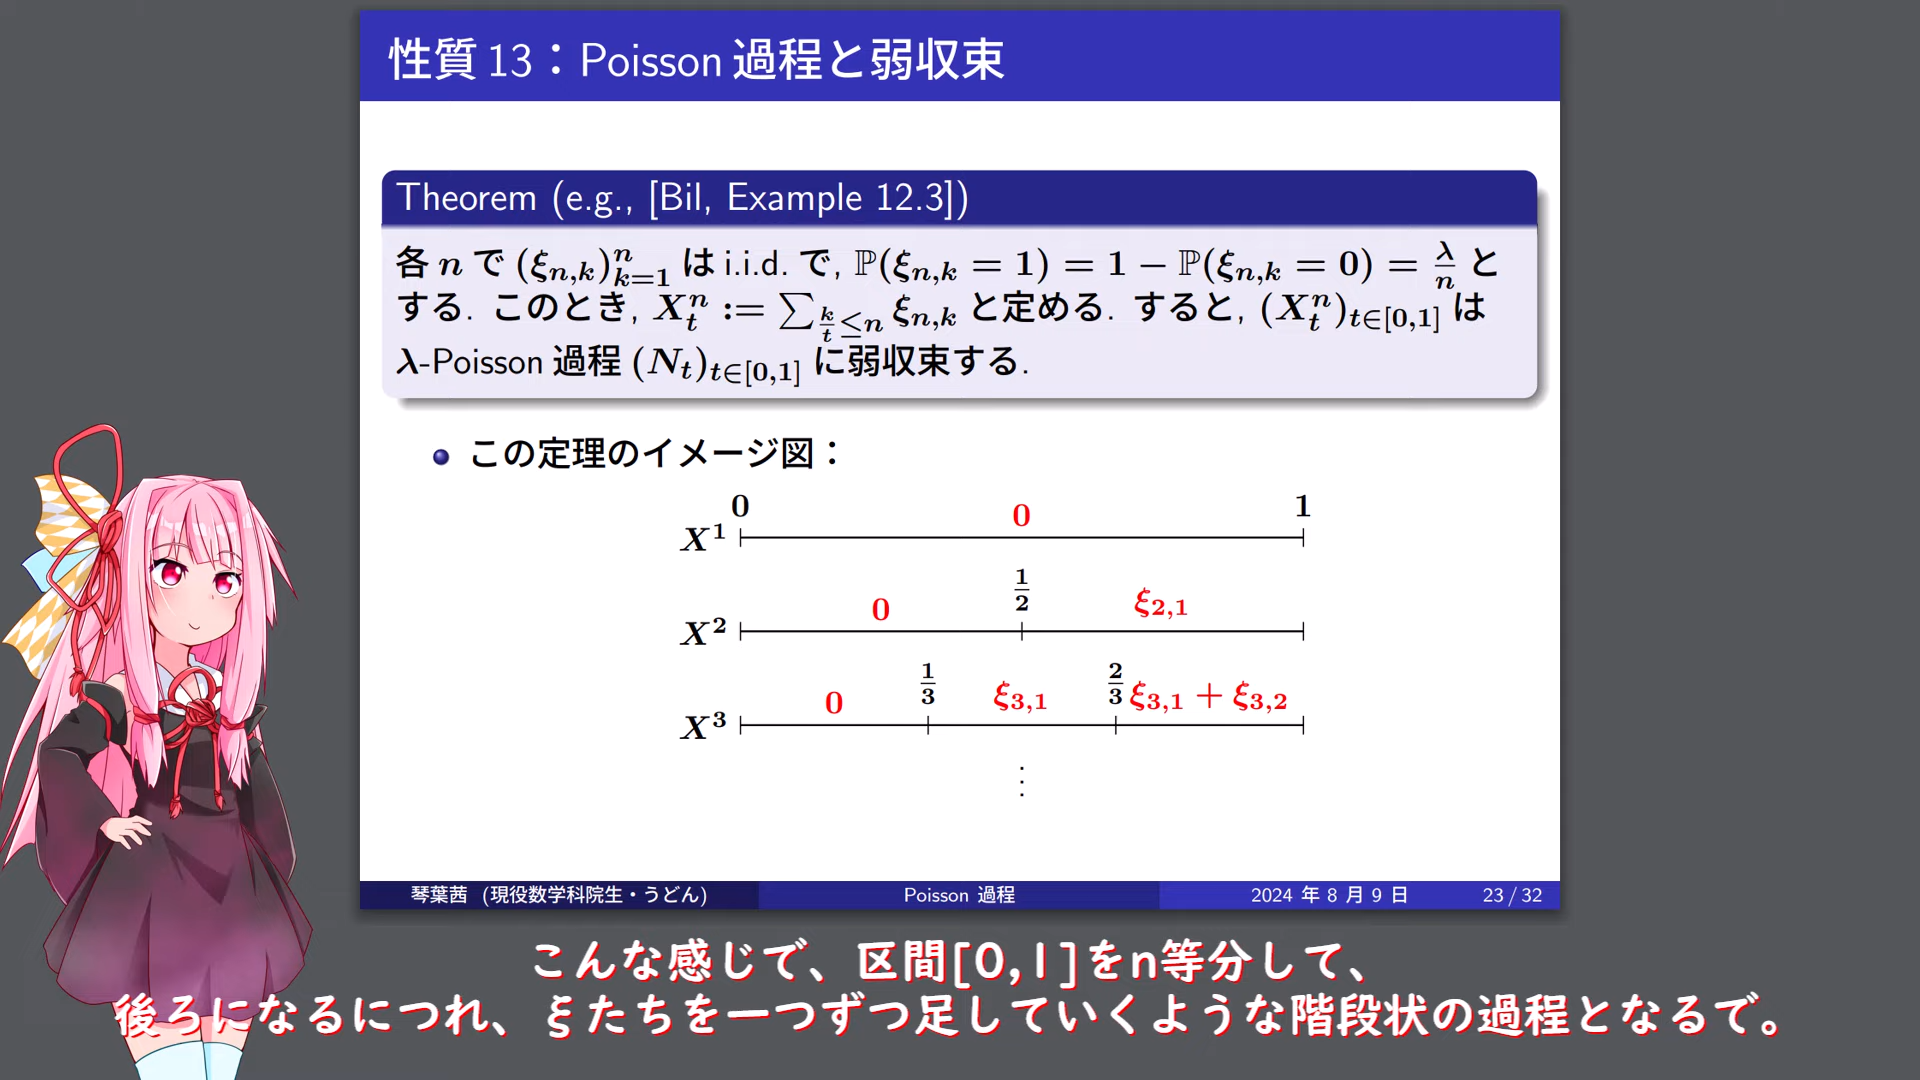 性質 13：Poisson 過程と弱収束
Theorem (e.g., [Bil, Example 12.3])
各 n で (ξ_{n,k})_{k=1}^n は i.i.d. で, ℙ(ξ_{n,k} = 1) = 1 − ℙ(ξ_{n,k} = 0) = λ/n と
する. このとき, X_t^n := ∑_{k/t ≤ n} ξ_{n,k} と定める. すると, (X_t^n)_{t∈[0,1]} は
λ-Poisson 過程 (N_t)_{t∈[0,1]} に弱収束する.
この定理のイメージ図：
0 0 1
X^1
1/2
0 ξ_{2,1}
X^2
1/3 2/3
0 ξ_{3,1} ξ_{3,1} + ξ_{3,2}
X^3
⋮
琴葉茜 (現役数学科院生・うどん) Poisson 過程 2024 年 8 月 9 日 23 / 32
こんな感じで、区間[0,1]をn等分して、
後ろになるにつれ、ξたちを一つずつ足していくような階段状の過程となるで。